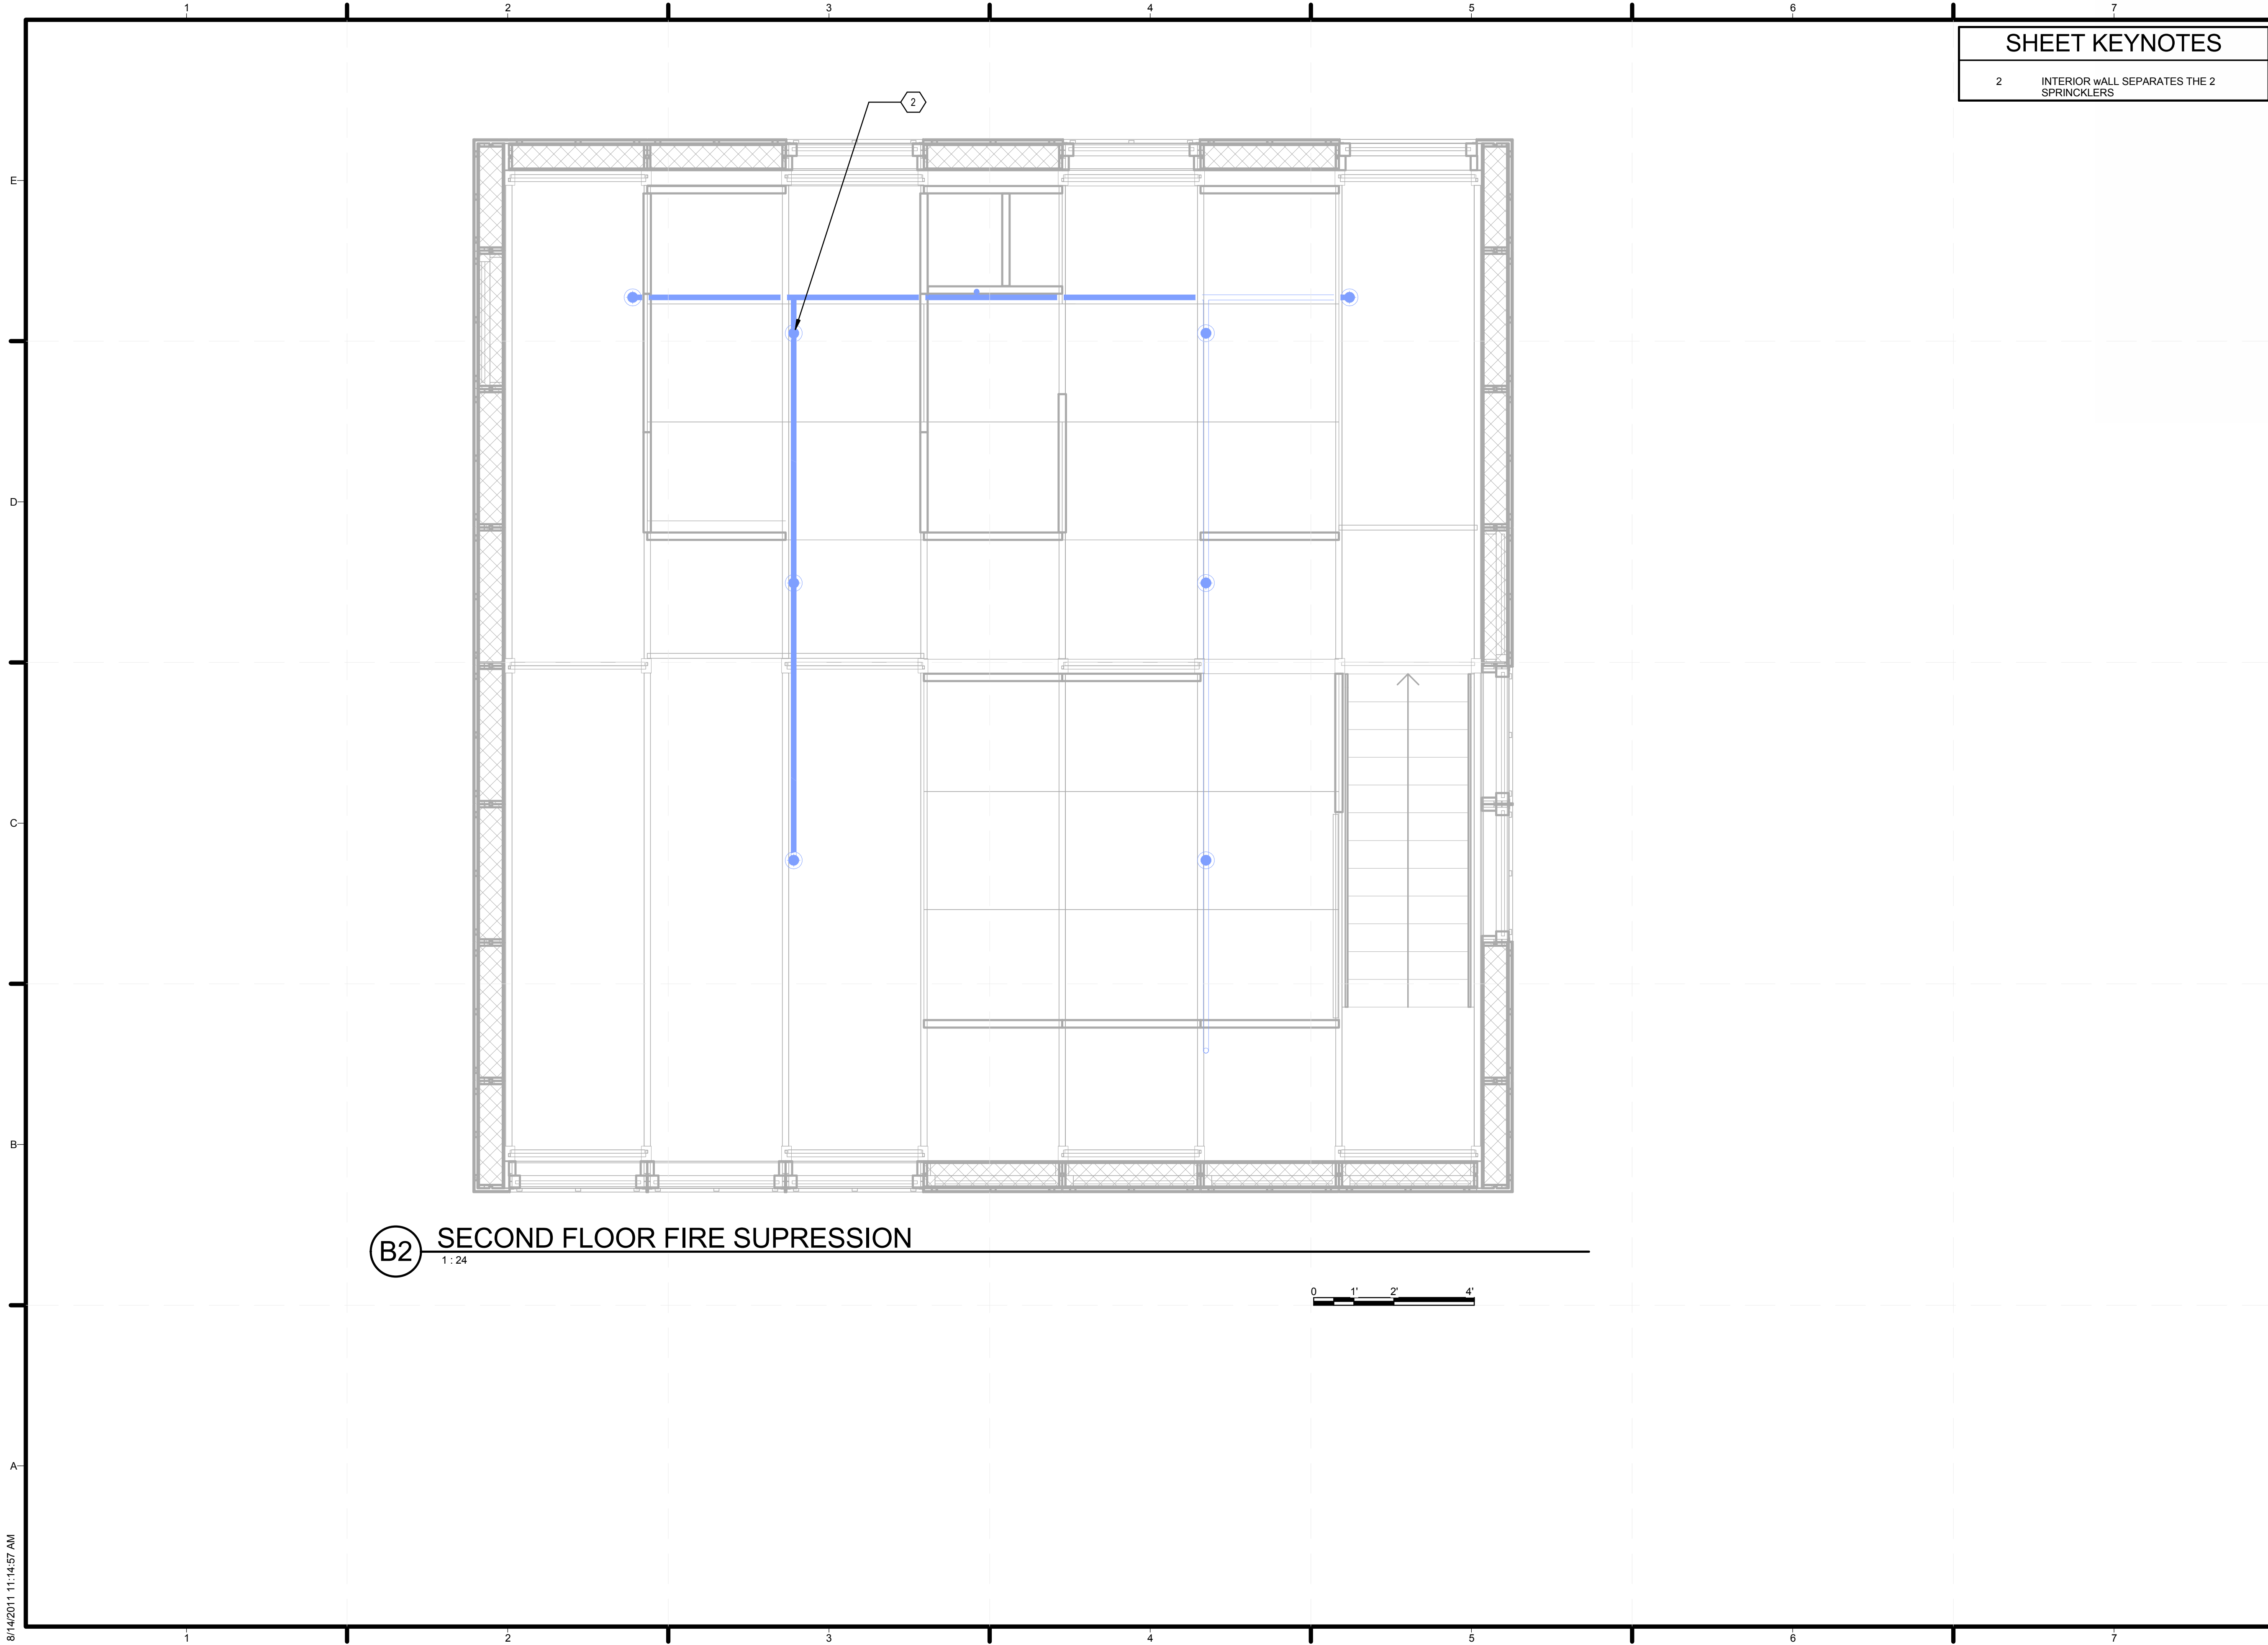 1 2 3 4 5 6 7
SHEET KEYNOTES
2 INTERIOR wALL SEPARATES THE 2
SPRINCKLERS
2
E
D
C
B
A
B2 SECOND FLOOR FIRE SUPRESSION
1 : 24
0 1' 2' 4'
8/14/2011 11:14:57 AM
1 2 3 4 5 6 7